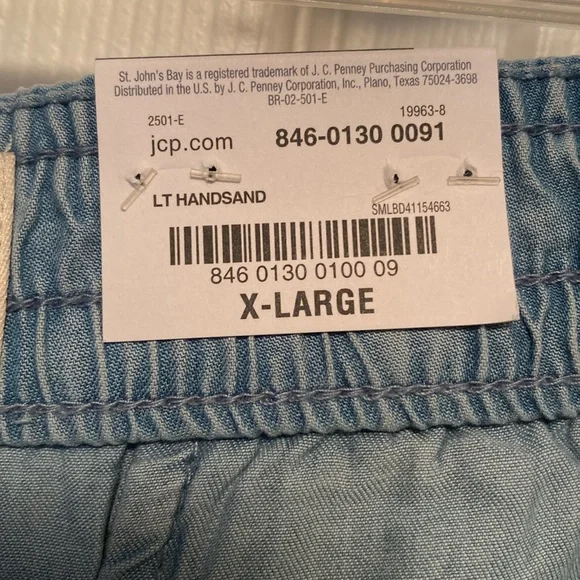 St. John's Bay is a registered trademark of J. C. Penney Purchasing Corporation
Distributed in the U.S. by J. C. Penney Corporation, Inc., Plano, Texas 75024-3698
BR-02-501-E
2501-E 19963-8
jcp.com 846-0130 0091
LT HANDSAND SMLBD41154663
846 0130 0100 09
X-LARGE